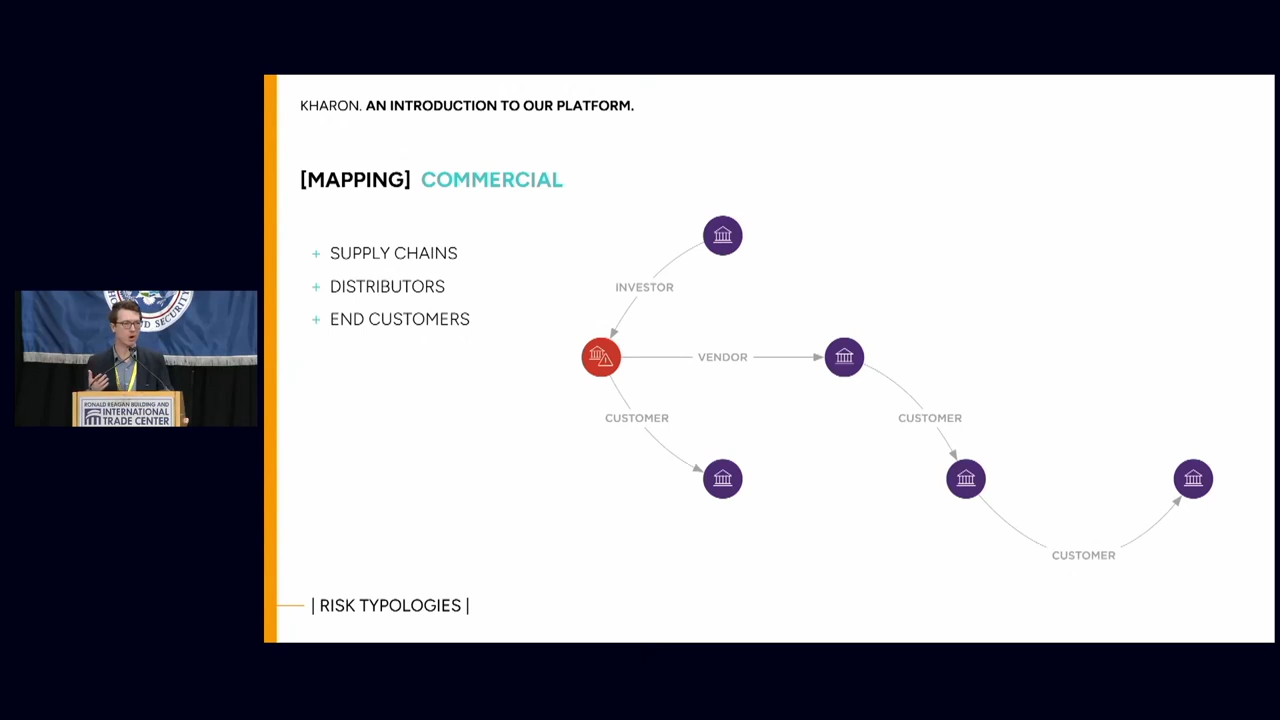 KHARON. AN INTRODUCTION TO OUR PLATFORM.
[MAPPING] COMMERCIAL
+ SUPPLY CHAINS
+ DISTRIBUTORS
+ END CUSTOMERS
INVESTOR
VENDOR
CUSTOMER
CUSTOMER
CUSTOMER
| RISK TYPOLOGIES |
RONALD REAGAN BUILDING AND
INTERNATIONAL
TRADE CENTER